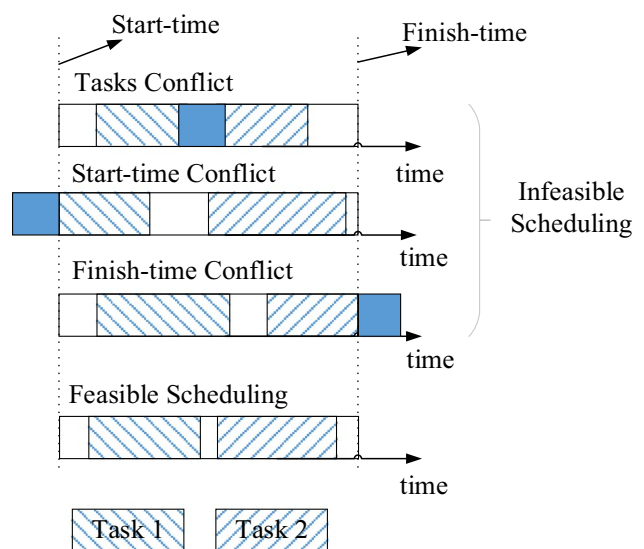 Start-time
Finish-time
Tasks Conflict
time
Start-time Conflict
Infeasible
Scheduling
time
Finish-time Conflict
time
Feasible Scheduling
time
Task 1
Task 2